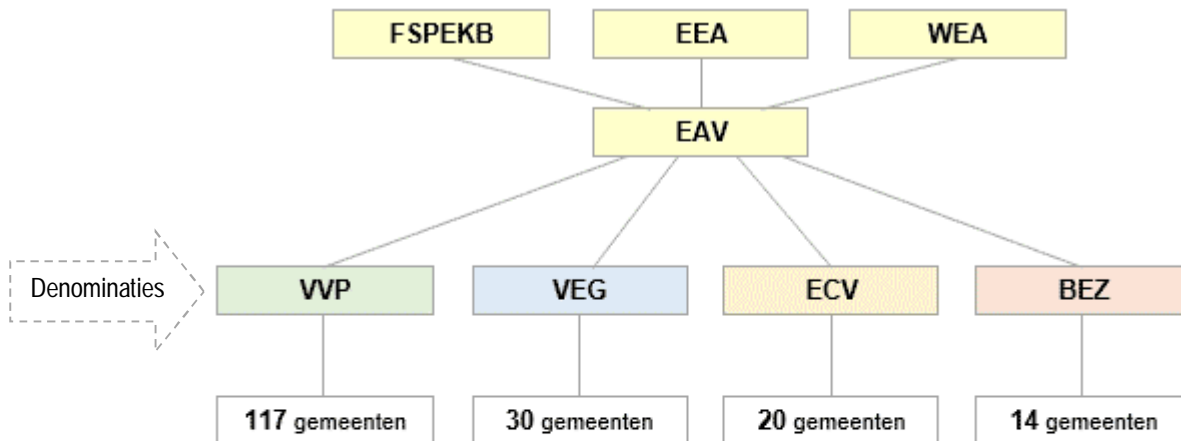 FSPEKB
EEA
WEA
EAV
Denominaties
VVP
VEG
ECV
BEZ
117 gemeenten
30 gemeenten
20 gemeenten
14 gemeenten